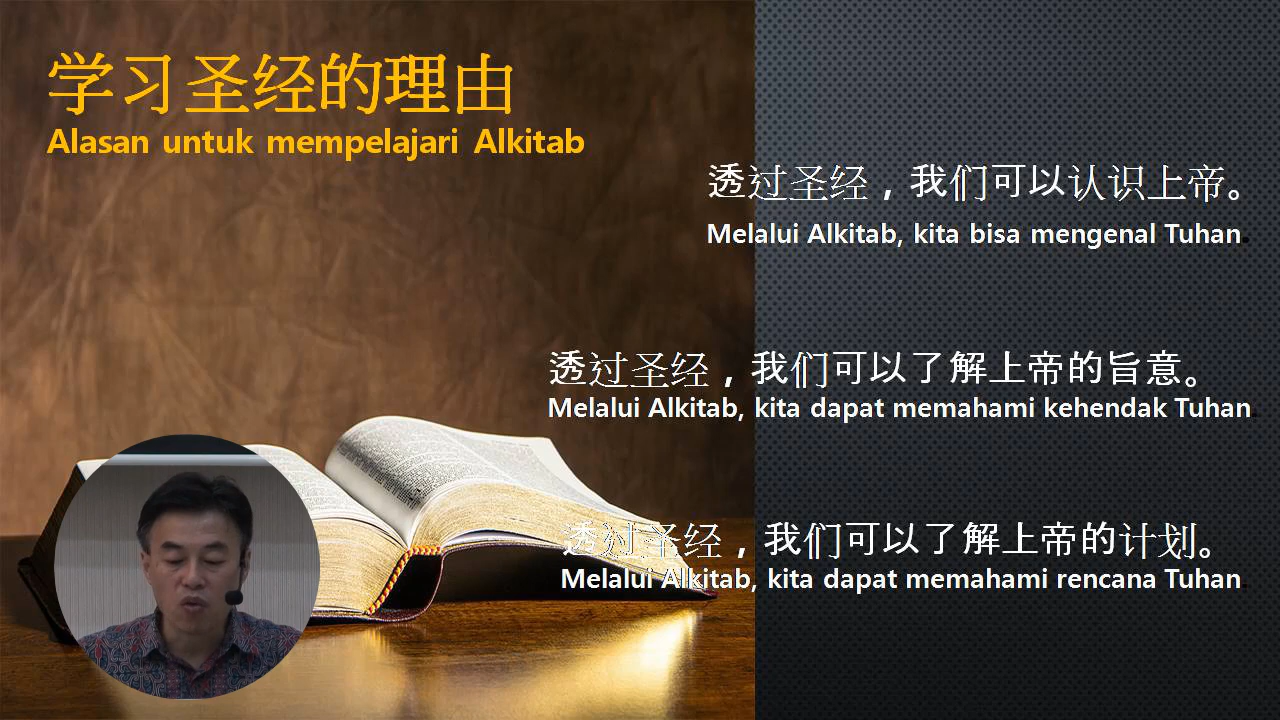 学习圣经的理由
Alasan untuk mempelajari Alkitab
透过圣经，我们可以认识上帝。
Melalui Alkitab, kita bisa mengenal Tuhan.
透过圣经，我们可以了解上帝的旨意。
Melalui Alkitab, kita dapat memahami kehendak Tuhan
透过圣经，我们可以了解上帝的计划。
Melalui Alkitab, kita dapat memahami rencana Tuhan